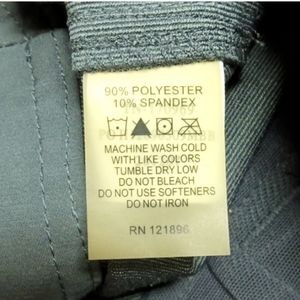 90% POLYESTER
10% SPANDEX
MACHINE WASH COLD
WITH LIKE COLORS
TUMBLE DRY LOW
DO NOT BLEACH
DO NOT USE SOFTENERS
DO NOT IRON
RN 121896